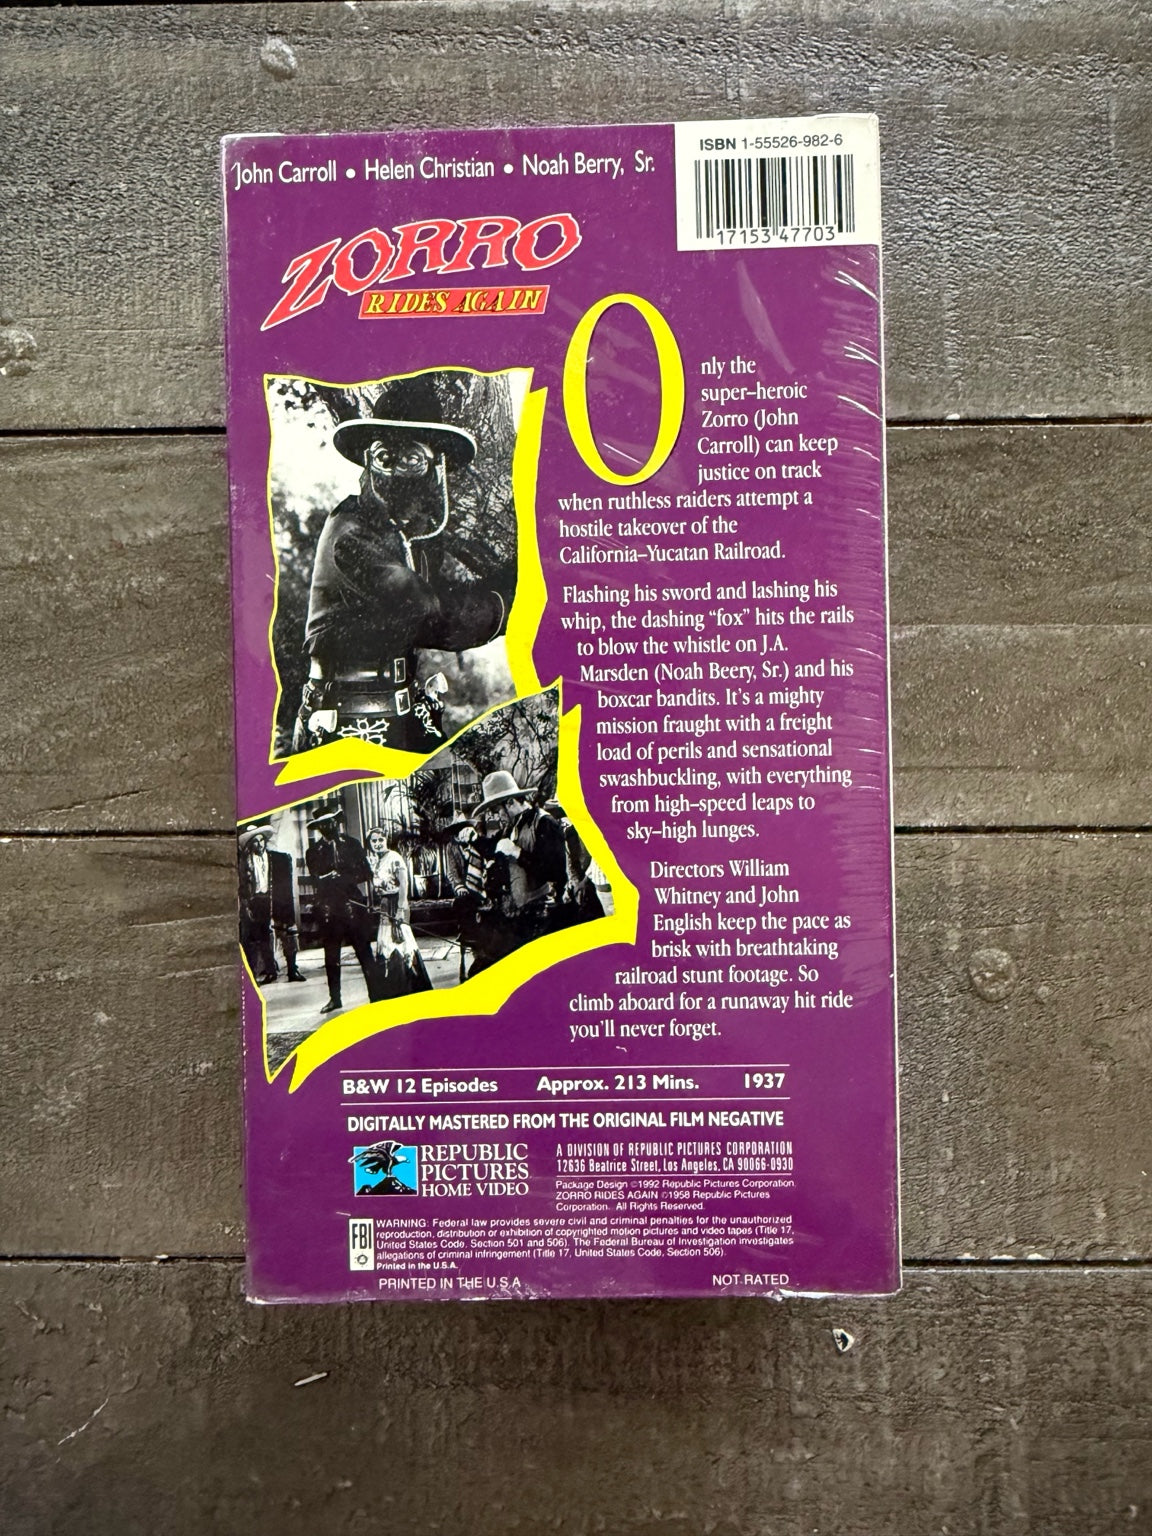 John Carroll • Helen Christian • Noah Berry, Sr.
ISBN 1-55526-982-6
17153 47703
ZORRO
RIDES AGAIN
Only the
super–heroic
Zorro (John
Carroll) can keep
justice on track
when ruthless raiders attempt a
hostile takeover of the
California–Yucatan Railroad.
Flashing his sword and lashing his
whip, the dashing “fox” hits the rails
to blow the whistle on J.A.
Marsden (Noah Beery, Sr.) and his
boxcar bandits. It's a mighty
mission fraught with a freight
load of perils and sensational
swashbuckling, with everything
from high–speed leaps to
sky–high lunges.
Directors William
Whitney and John
English keep the pace as
brisk with breathtaking
railroad stunt footage. So
climb aboard for a runaway hit ride
you'll never forget.
B&W 12 Episodes Approx. 213 Mins. 1937
DIGITALLY MASTERED FROM THE ORIGINAL FILM NEGATIVE
REPUBLIC
PICTURES
HOME VIDEO
A DIVISION OF REPUBLIC PICTURES CORPORATION
12636 Beatrice Street, Los Angeles, CA 90066-0930
Package Design ©1992 Republic Pictures Corporation.
ZORRO RIDES AGAIN ©1958 Republic Pictures
Corporation. All Rights Reserved.
FBI
WARNING: Federal law provides severe civil and criminal penalties for the unauthorized
reproduction, distribution or exhibition of copyrighted motion pictures and video tapes (Title 17,
United States Code, Section 501 and 506). The Federal Bureau of Investigation investigates
allegations of criminal infringement (Title 17, United States Code, Section 506).
Printed in the U.S.A.
PRINTED IN THE U.S.A. NOT RATED